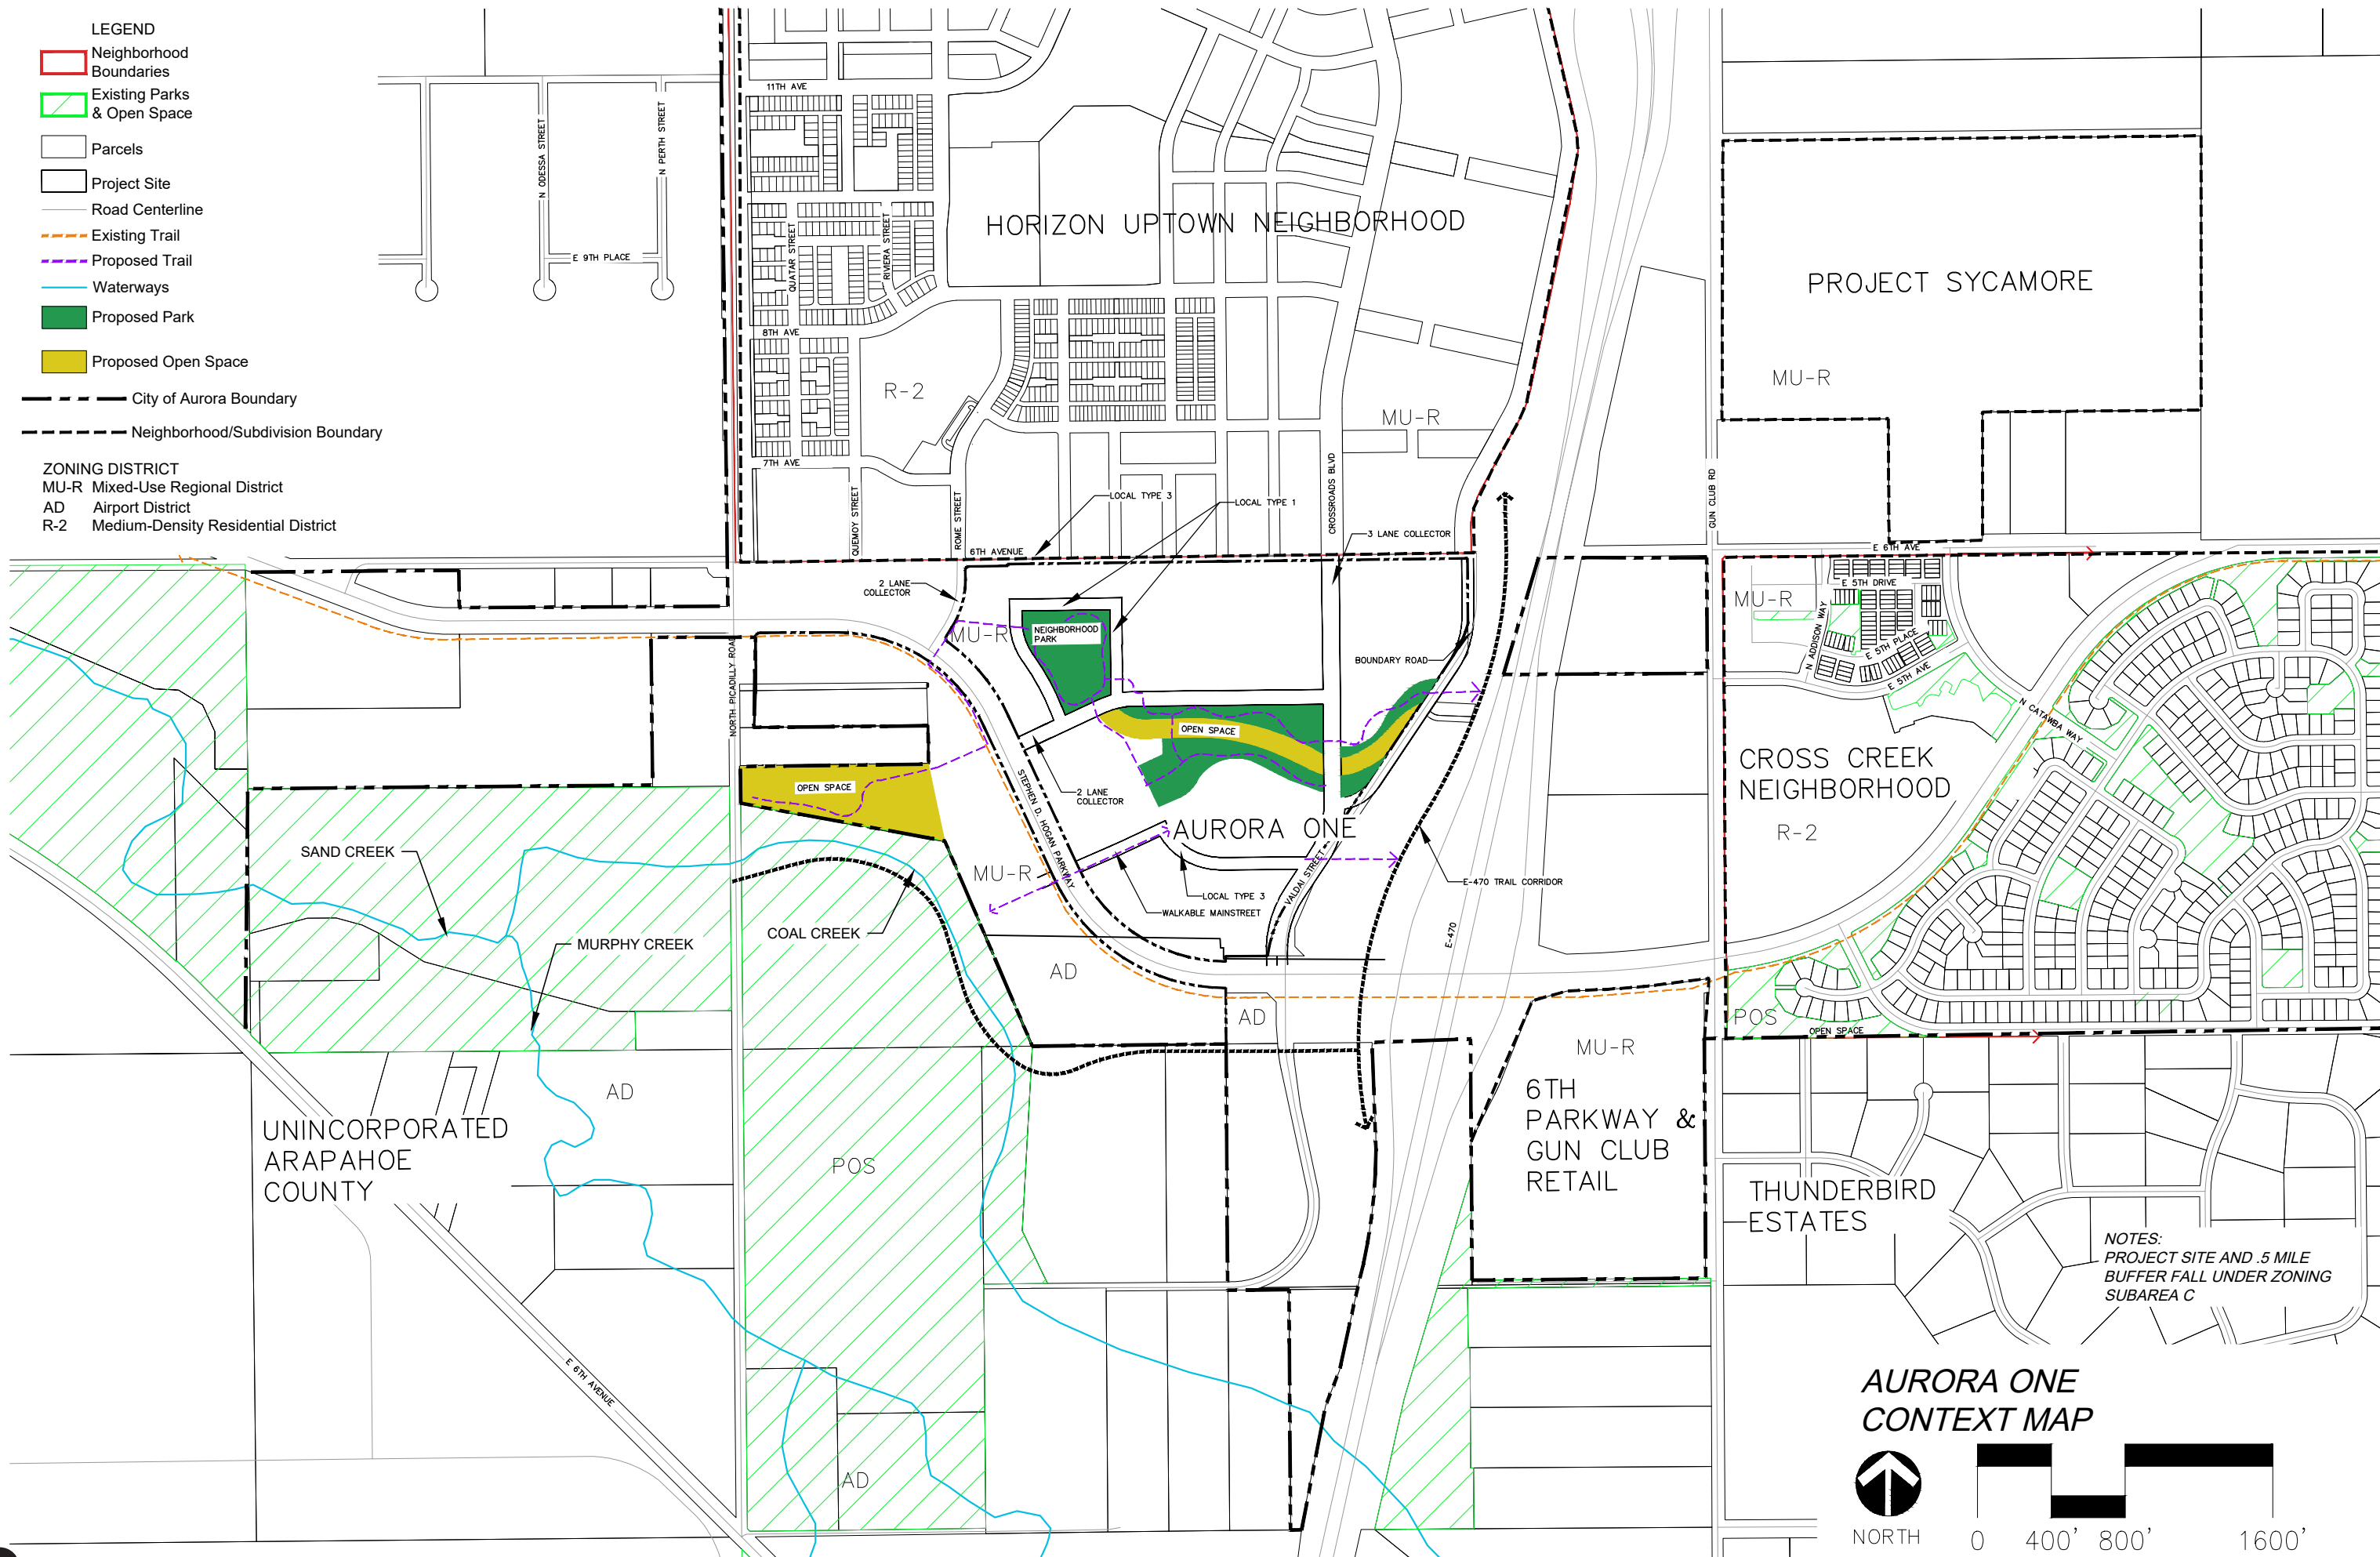 LEGEND
Neighborhood
Boundaries
Existing Parks
& Open Space
Parcels
Project Site
Road Centerline
Existing Trail
Proposed Trail
Waterways
Proposed Park
Proposed Open Space
City of Aurora Boundary
Neighborhood/Subdivision Boundary
ZONING DISTRICT
MU-R Mixed-Use Regional District
AD Airport District
R-2 Medium-Density Residential District
N ODESSA STREET
N PERTH STREET
E 9TH PLACE
11TH AVE
QUATAR STREET
RIVIERA STREET
8TH AVE
7TH AVE
QUEMOY STREET
ROME STREET
R-2
HORIZON UPTOWN NEIGHBORHOOD
MU-R
CROSSROADS BLVD
LOCAL TYPE 3
LOCAL TYPE 1
3 LANE COLLECTOR
6TH AVENUE
2 LANE
COLLECTOR
GUN CLUB RD
PROJECT SYCAMORE
MU-R
E 6TH AVE
E 5TH DRIVE
MU-R
N ADDISON WAY
E 5TH PLACE
E 5TH AVE
N CATAWBA WAY
CROSS CREEK
NEIGHBORHOOD
R-2
MU-R
NEIGHBORHOOD
PARK
BOUNDARY ROAD
NORTH PICADILLY ROAD
OPEN SPACE
OPEN SPACE
STEPHEN D. HOGAN PARKWAY
2 LANE
COLLECTOR
AURORA ONE
MU-R
VALDAI STREET
LOCAL TYPE 3
WALKABLE MAINSTREET
E-470 TRAIL CORRIDOR
E-470
SAND CREEK
MURPHY CREEK
COAL CREEK
AD
AD
POS
OPEN SPACE
MU-R
6TH
PARKWAY &
GUN CLUB
RETAIL
AD
UNINCORPORATED
ARAPAHOE
COUNTY
POS
E 6TH AVENUE
AD
THUNDERBIRD
ESTATES
NOTES:
PROJECT SITE AND .5 MILE
BUFFER FALL UNDER ZONING
SUBAREA C
AURORA ONE
CONTEXT MAP
NORTH
0 400' 800' 1600'